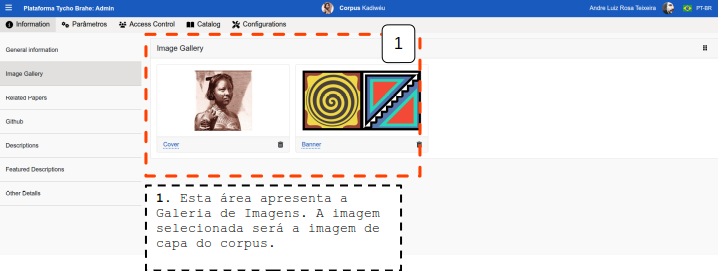 Plataforma Tycho Brahe: Admin
Corpus Kadiwéu
Andre Luiz Rosa Teixeira
PT-BR
Information
Parâmetros
Access Control
Catalog
Configurations
General information
Image Gallery
Related Papers
Github
Descriptions
Featured Descriptions
Other Details
Image Gallery
1
Cover
Banner
1. Esta área apresenta a
Galeria de Imagens. A imagem
selecionada será a imagem de
capa do corpus.